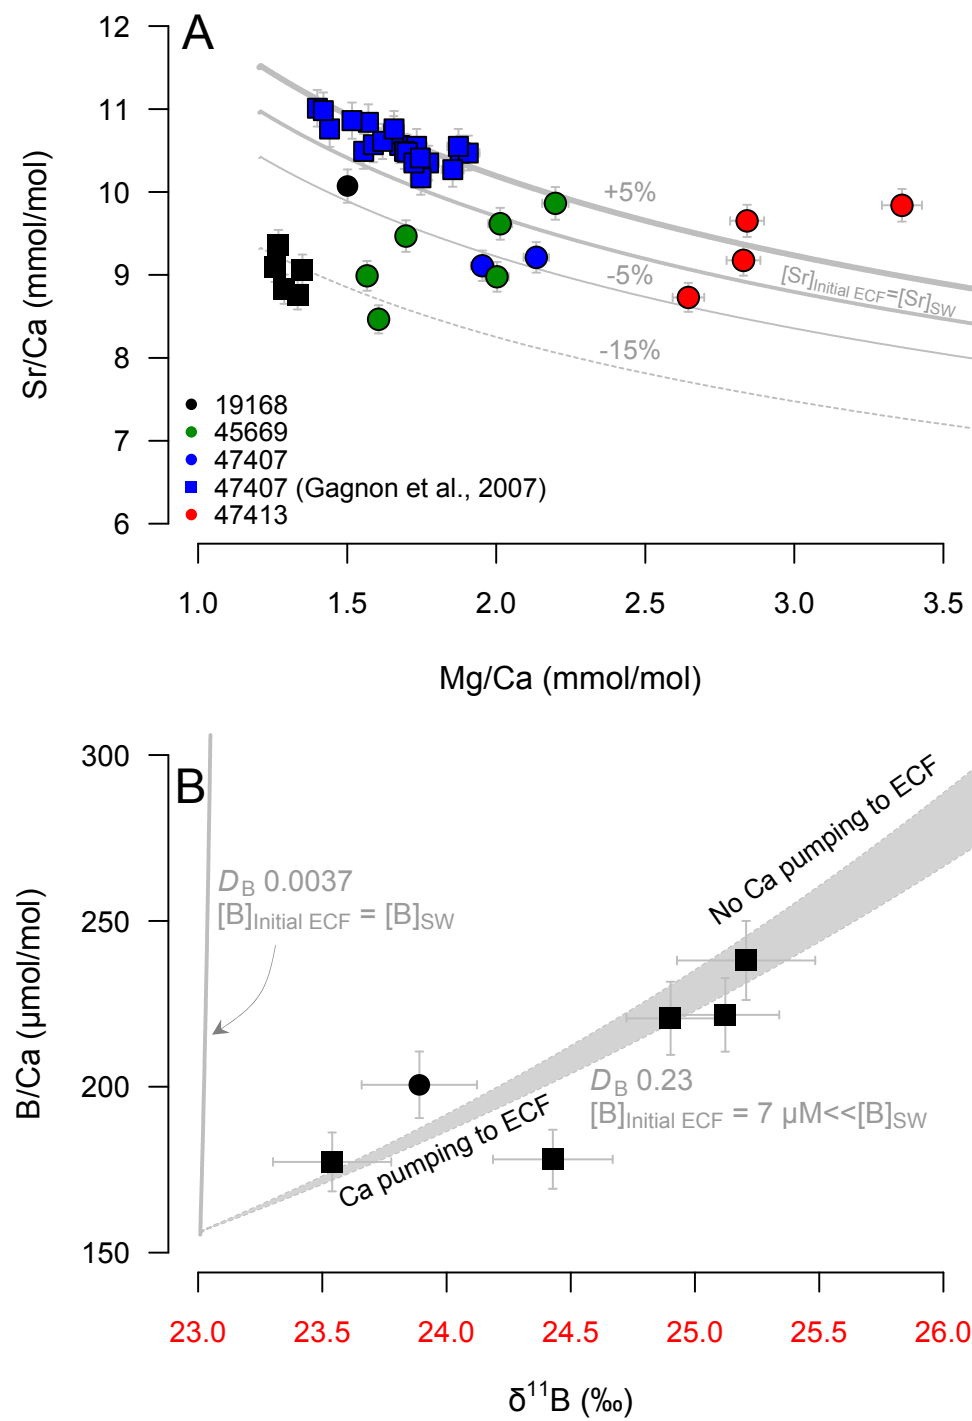 A
12
11
10
9
8
7
6
Sr/Ca (mmol/mol)
+5%
[Sr]Initial ECF=[Sr]SW
-5%
-15%
19168
45669
47407
47407 (Gagnon et al., 2007)
47413
1.0 1.5 2.0 2.5 3.0 3.5
Mg/Ca (mmol/mol)
B
300
250
200
150
B/Ca (µmol/mol)
DB 0.0037
[B]Initial ECF = [B]SW
No Ca pumping to ECF
Ca pumping to ECF
DB 0.23
[B]Initial ECF = 7 µM<<[B]SW
23.0 23.5 24.0 24.5 25.0 25.5 26.0
δ¹¹B (‰)